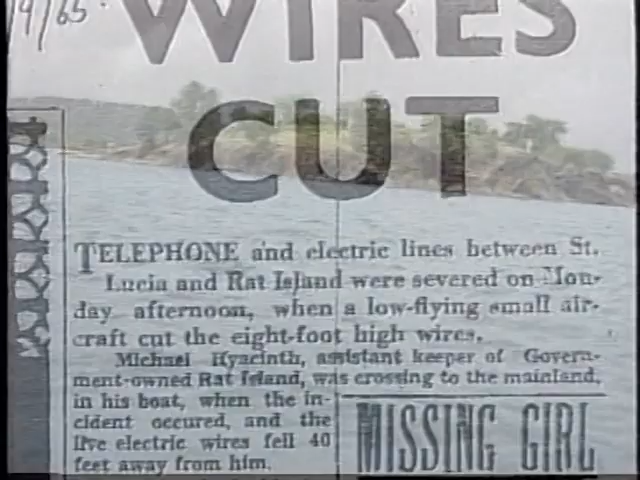 /9/65.
WIRES
CUT
TELEPHONE and electric lines between St.
Lucia and Rat Island were severed on Mon-
day afternoon, when a low-flying small air-
craft cut the eight-foot high wires.
Michael Hyacinth, assistant keeper of Govern-
ment-owned Rat Island, was crossing to the mainland,
in his boat, when the in-
cident occured, and the
live electric wires fell 40
feet away from him.
MISSING GIRL